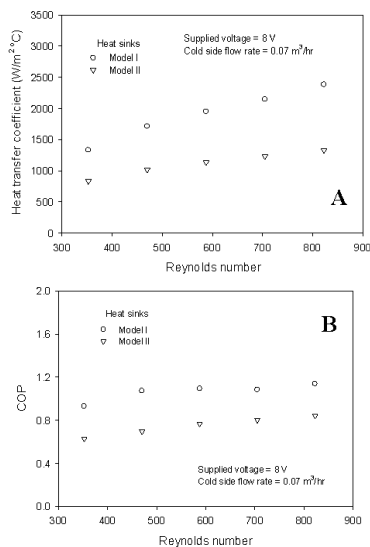 3500
3000
2500
2000
1500
1000
500
0
Heat transfer coefficient (W/m² °C)
Heat sinks
Model I
Model II
Supplied voltage = 8 V
Cold side flow rate = 0.07 m³/hr
A
300 400 500 600 700 800 900
Reynolds number
2.0
1.6
1.2
0.8
0.4
0.0
COP
Heat sinks
Model I
Model II
B
Supplied voltage = 8 V
Cold side flow rate = 0.07 m³/hr
300 400 500 600 700 800 900
Reynolds number